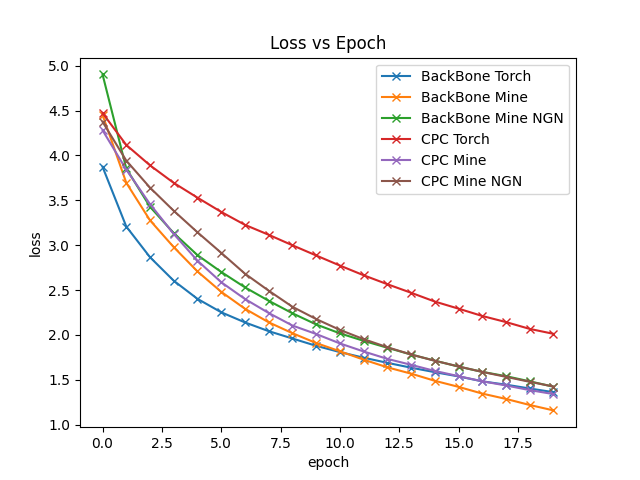 Loss vs Epoch
5.0
4.5
4.0
3.5
3.0
2.5
2.0
1.5
1.0
loss
BackBone Torch
BackBone Mine
BackBone Mine NGN
CPC Torch
CPC Mine
CPC Mine NGN
0.0 2.5 5.0 7.5 10.0 12.5 15.0 17.5
epoch